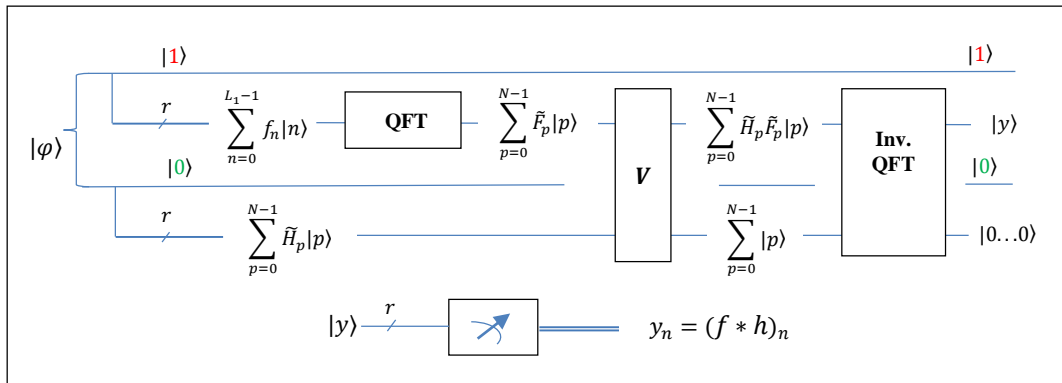 |1⟩ |1⟩
r ∑_{n=0}^{L₁−1} fₙ|n⟩ QFT ∑_{p=0}^{N−1} F̃ₚ|p⟩ ∑_{p=0}^{N−1} H̃ₚF̃ₚ|p⟩ Inv. QFT |y⟩
|φ⟩
|0⟩ V |0⟩
r ∑_{p=0}^{N−1} H̃ₚ|p⟩ ∑_{p=0}^{N−1} |p⟩ |0…0⟩
|y⟩ r yₙ = (f ∗ h)ₙ